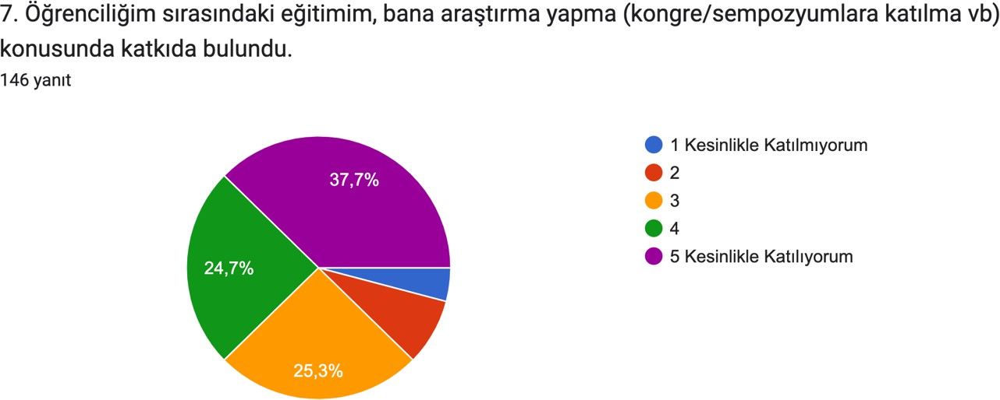 7. Öğrenciliğim sırasındaki eğitimim, bana araştırma yapma (kongre/sempozyumlara katılma vb)
konusunda katkıda bulundu.
146 yanıt
37,7%
24,7%
25,3%
1 Kesinlikle Katılmıyorum
2
3
4
5 Kesinlikle Katılıyorum